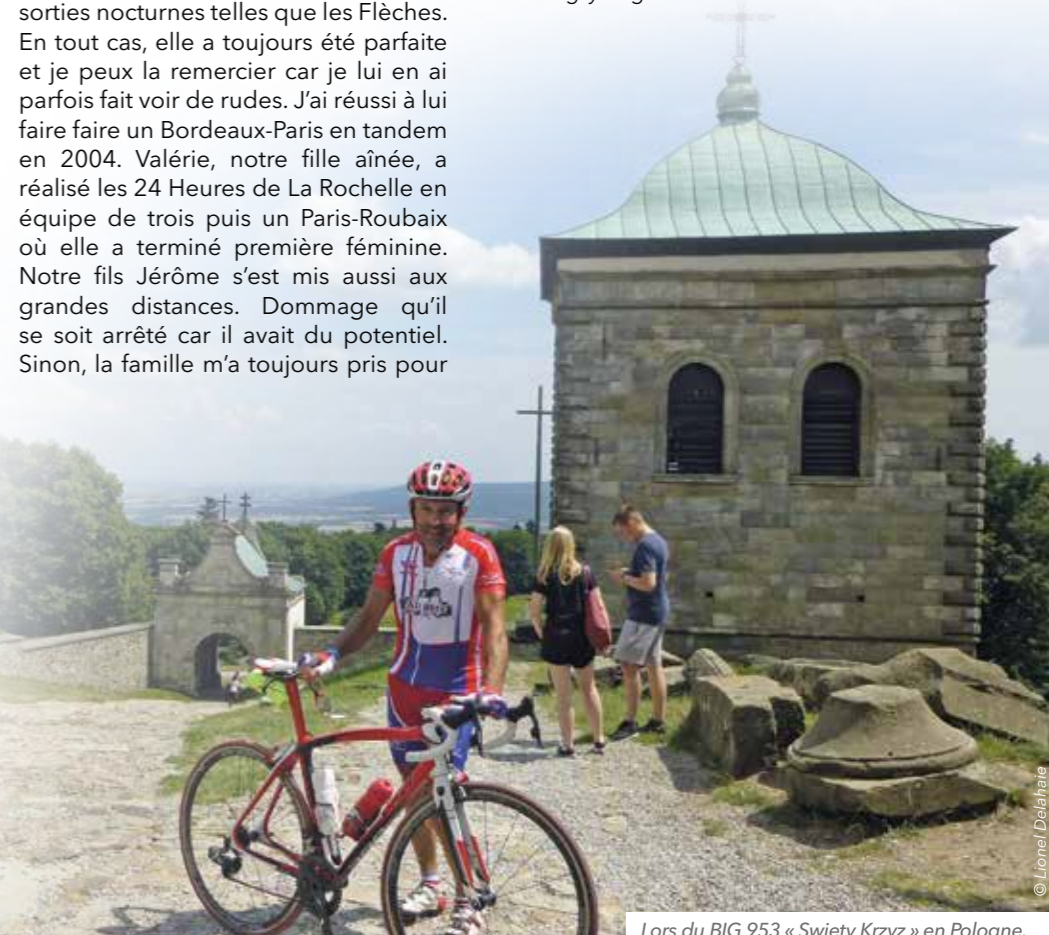 sorties nocturnes telles que les Flèches.
En tout cas, elle a toujours été parfaite
et je peux la remercier car je lui en ai
parfois fait voir de rudes. J’ai réussi à lui
faire faire un Bordeaux-Paris en tandem
en 2004. Valérie, notre fille aînée, a
réalisé les 24 Heures de La Rochelle en
équipe de trois puis un Paris-Roubaix
où elle a terminé première féminine.
Notre fils Jérôme s’est mis aussi aux
grandes distances. Dommage qu’il
se soit arrêté car il avait du potentiel.
Sinon, la famille m’a toujours pris pour
© Lionel Delahaie
Lors du BIG 953 « Swiety Krzyz » en Pologne.